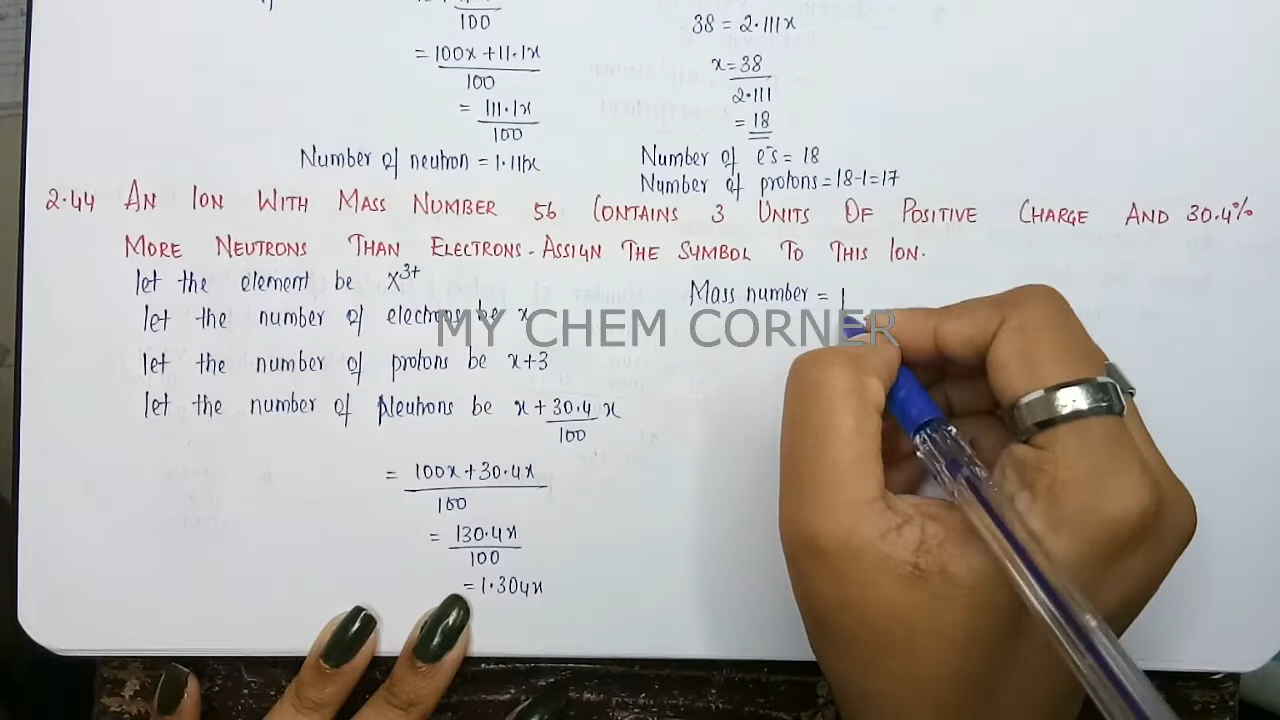 100
= 100x + 11.1x
100
= 111.1x
100
Number of neutron = 1.111x
38 = 2.111x
x = 38
2.111
= 18
Number of e⁻s = 18
Number of protons = 18-1 = 17
2.44 AN ION WITH MASS NUMBER 56 CONTAINS 3 UNITS OF POSITIVE CHARGE AND 30.4%
MORE NEUTRONS THAN ELECTRONS. ASSIGN THE SYMBOL TO THIS ION.
let the element be X³⁺
let the number of electrons be x
let the number of protons be x+3
let the number of Neutrons be x + 30.4 x
100
= 100x + 30.4x
100
= 130.4x
100
= 1.304x
Mass number =
MY CHEM CORNER